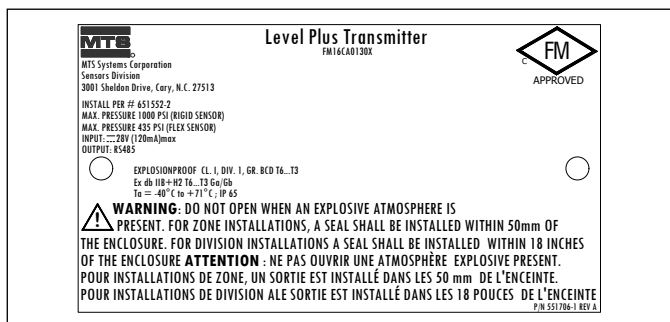 MTS
Level Plus Transmitter
FM16CA0130X
C FM
APPROVED
MTS Systems Corporation
Sensors Division
3001 Sheldon Drive, Cary, N.C. 27513
INSTALL PER # 651552-2
MAX. PRESSURE 1000 PSI (RIGID SENSOR)
MAX. PRESSURE 435 PSI (FLEX SENSOR)
INPUT: ⎓28V (120mA)max
OUTPUT: RS485
EXPLOSIONPROOF CL. I, DIV. 1, GR. BCD T6...T3
Ex db IIB+H2 T6...T3 Ga/Gb
Ta = -40°C to +71°C ; IP 65
WARNING: DO NOT OPEN WHEN AN EXPLOSIVE ATMOSPHERE IS
PRESENT. FOR ZONE INSTALLATIONS, A SEAL SHALL BE INSTALLED WITHIN 50mm OF
THE ENCLOSURE. FOR DIVISION INSTALLATIONS A SEAL SHALL BE INSTALLED WITHIN 18 INCHES
OF THE ENCLOSURE ATTENTION : NE PAS OUVRIR UNE ATMOSPHÈRE EXPLOSIVE PRESENT.
POUR INSTALLATIONS DE ZONE, UN SORTIE EST INSTALLÉ DANS LES 50 mm DE L'ENCEINTE.
POUR INSTALLATIONS DE DIVISION ALE SORTIE EST INSTALLÉ DANS LES 18 POUCES DE L'ENCEINTE
P/N 551706-1 REV A